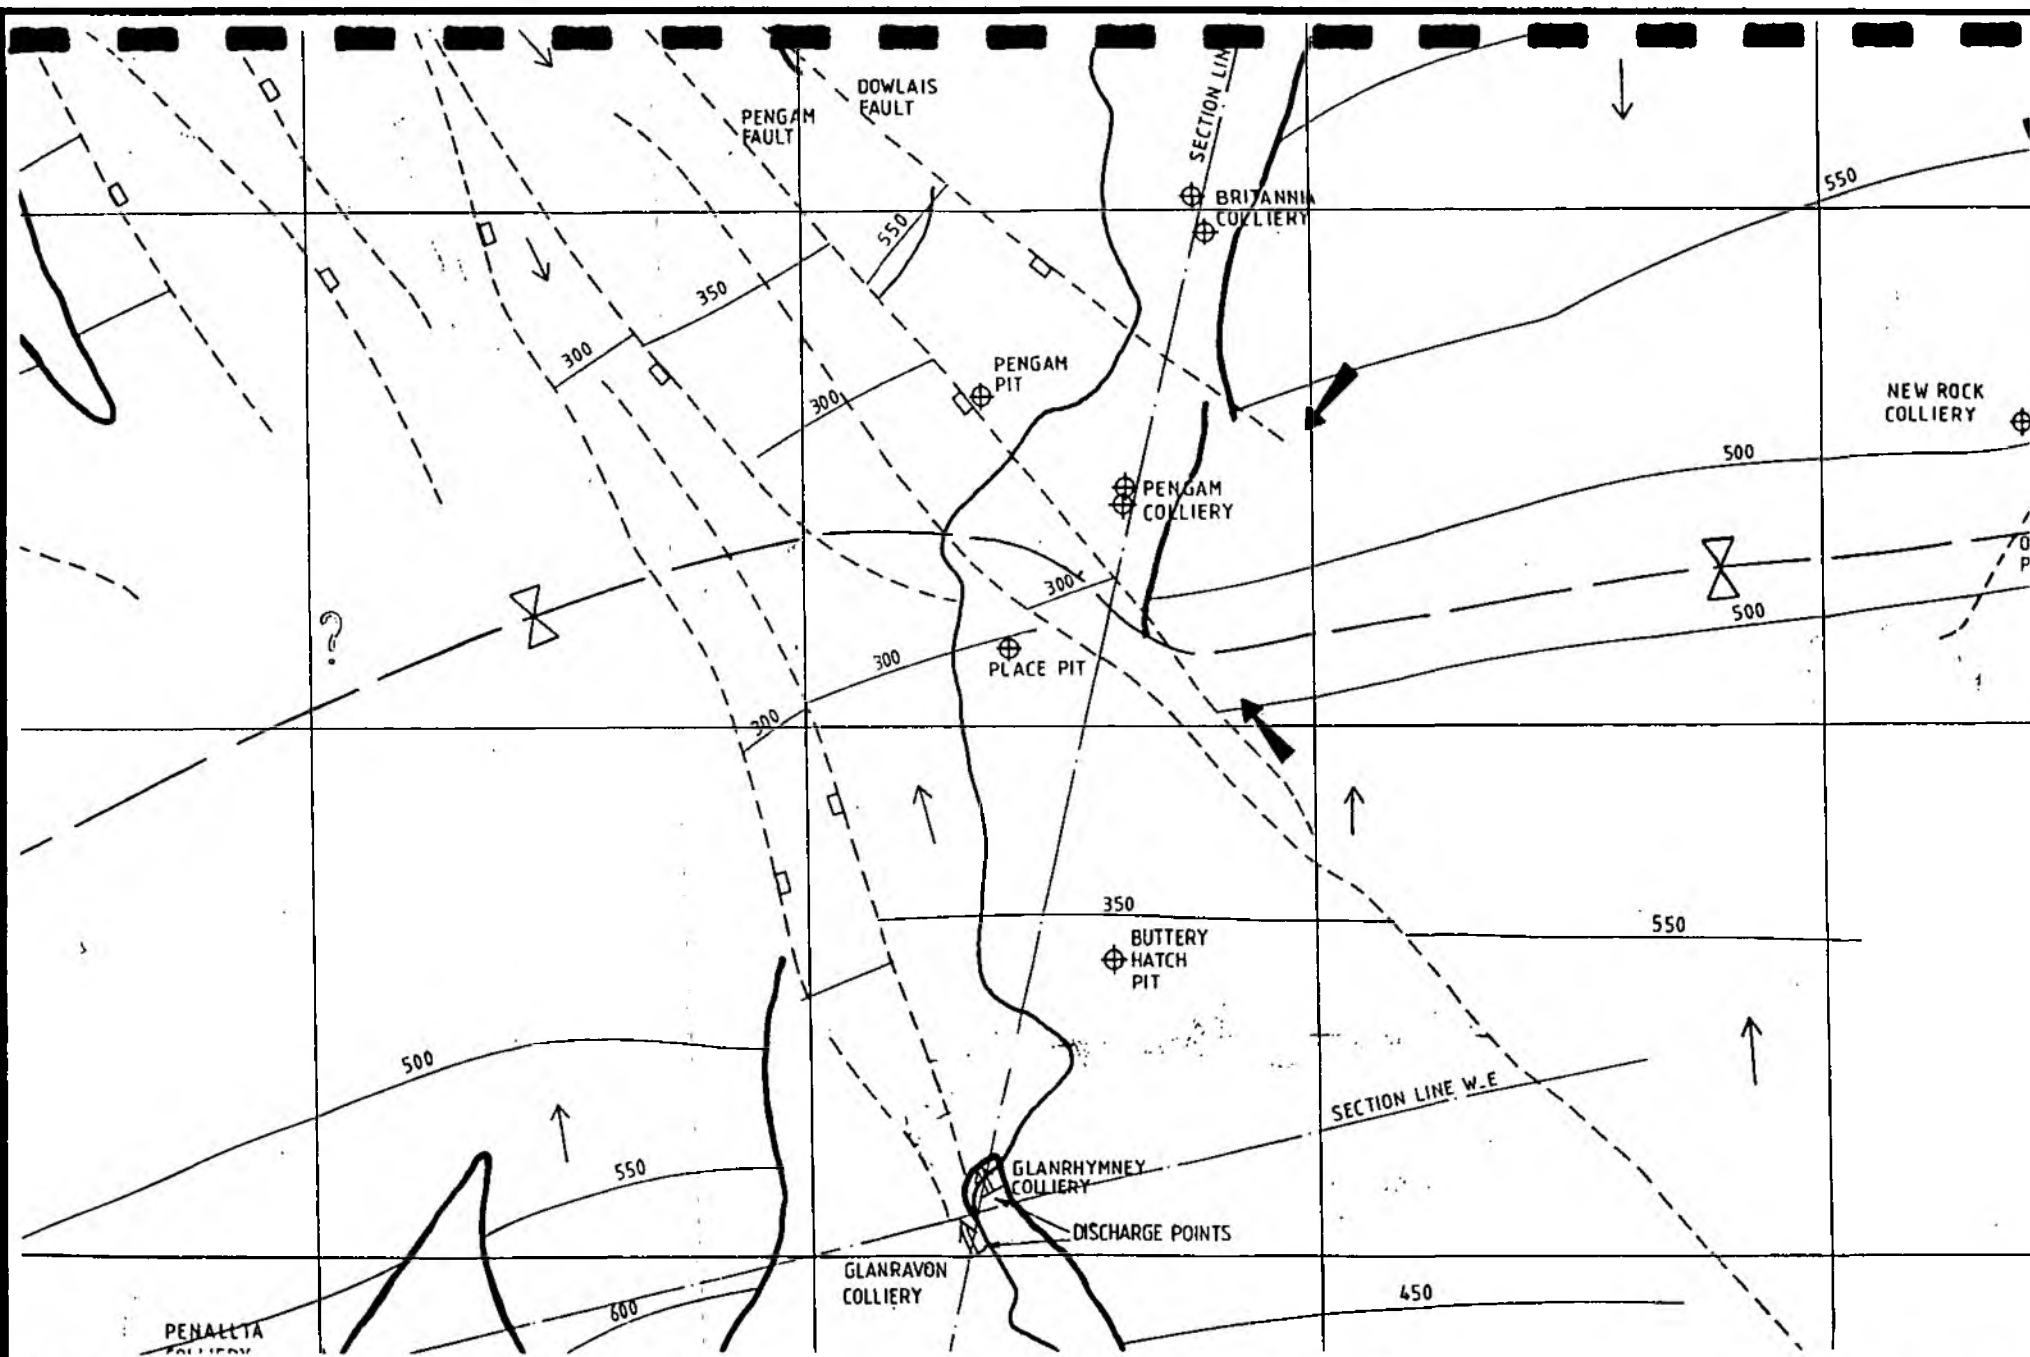 DOWLAIS
FAULT
PENGAM
FAULT
SECTION LIN
550
BRITANNIA
COLLIERY
550
350
300
PENGAM
PIT
300
NEW ROCK
COLLIERY
500
PENGAM
COLLIERY
300
500
?
300
PLACE PIT
300
350
BUTTERY
HATCH
PIT
550
500
SECTION LINE W-E
550
GLANRHYMNEY
COLLIERY
DISCHARGE POINTS
GLANRAVON
COLLIERY
600
450
PENALLTA
COLLIERY